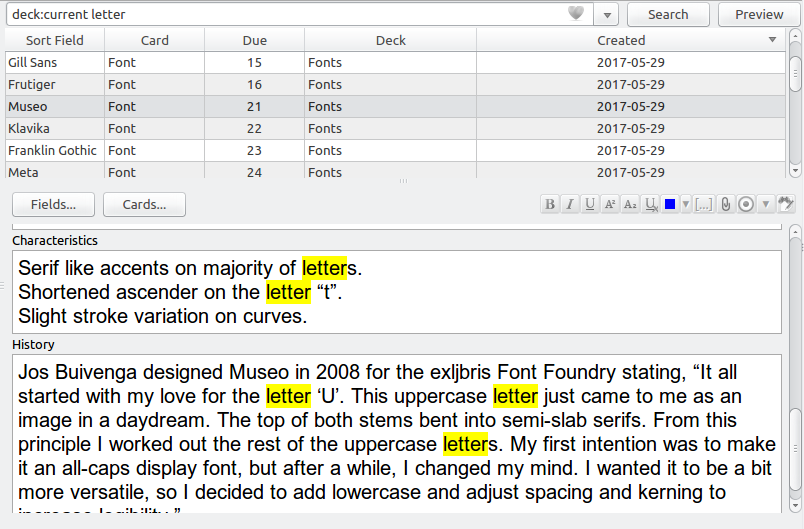 deck:current letter Search Preview
Sort Field Card Due Deck Created
Gill Sans Font 15 Fonts 2017-05-29
Frutiger Font 16 Fonts 2017-05-29
Museo Font 21 Fonts 2017-05-29
Klavika Font 22 Fonts 2017-05-29
Franklin Gothic Font 23 Fonts 2017-05-29
Meta Font 24 Fonts 2017-05-29
Fields... Cards... B I U A² A₂ U [...]
Characteristics
Serif like accents on majority of letters.
Shortened ascender on the letter “t”.
Slight stroke variation on curves.
History
Jos Buivenga designed Museo in 2008 for the exljbris Font Foundry stating, “It all
started with my love for the letter ‘U’. This uppercase letter just came to me as an
image in a daydream. The top of both stems bent into semi-slab serifs. From this
principle I worked out the rest of the uppercase letters. My first intention was to make
it an all-caps display font, but after a while, I changed my mind. I wanted it to be a bit
more versatile, so I decided to add lowercase and adjust spacing and kerning to
increase legibility.”